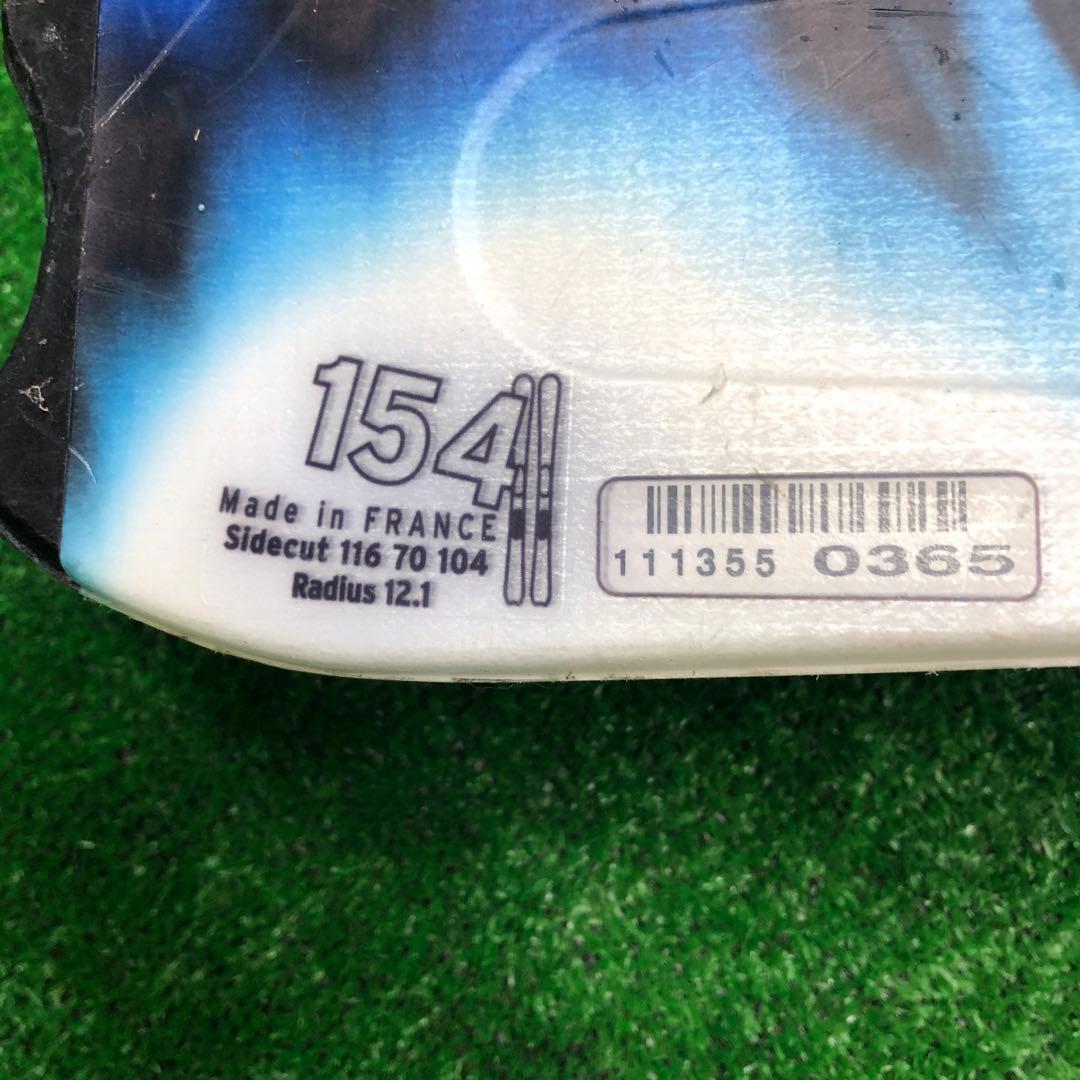 154
Made in FRANCE
Sidecut 116 70 104
Radius 12.1
111355 0365